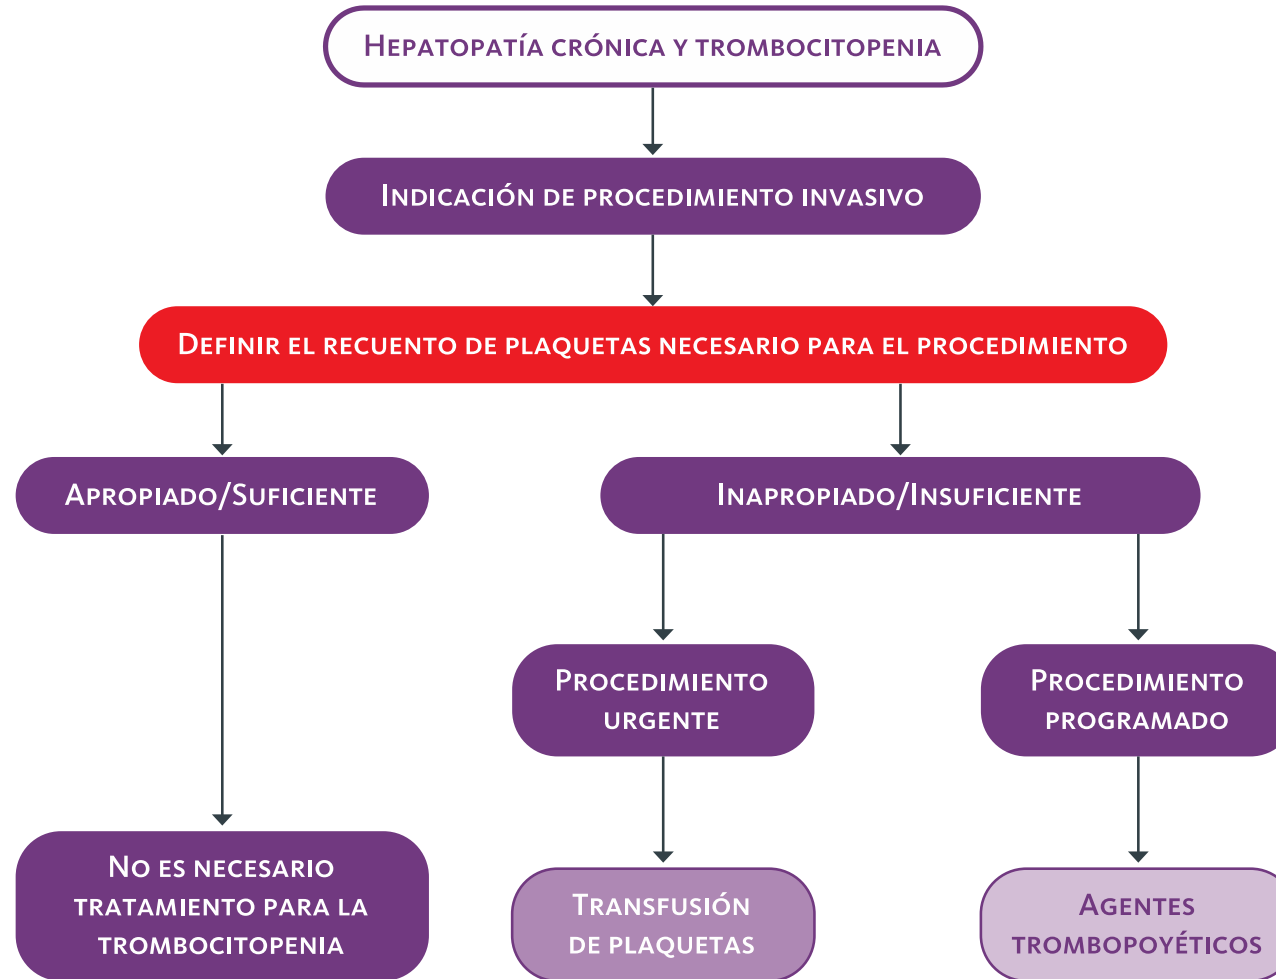 Hepatopatía crónica y trombocitopenia
Indicación de procedimiento invasivo
Definir el recuento de plaquetas necesario para el procedimiento
Apropiado/Suficiente
Inapropiado/Insuficiente
Procedimiento
urgente
Procedimiento
programado
No es necesario
tratamiento para la
trombocitopenia
Transfusión
de plaquetas
Agentes
trombopoyéticos